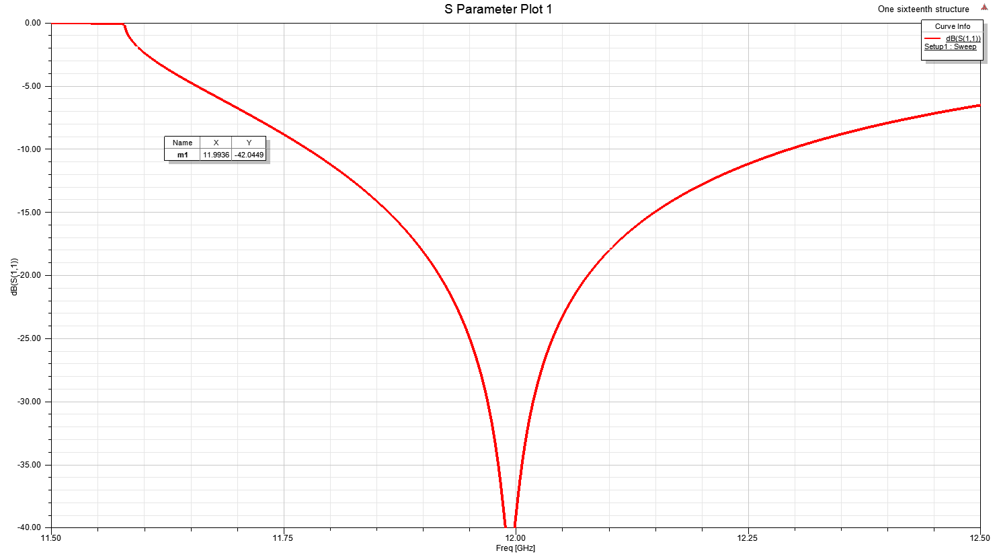 S Parameter Plot 1
One sixteenth structure
Curve Info
dB(S(1,1))
Setup1 : Sweep
0.00
-5.00
-10.00
-15.00
-20.00
-25.00
-30.00
-35.00
-40.00
dB(S(1,1))
Name X Y
m1 11.9936 -42.0449
11.50 11.75 12.00 12.25 12.50
Freq [GHz]